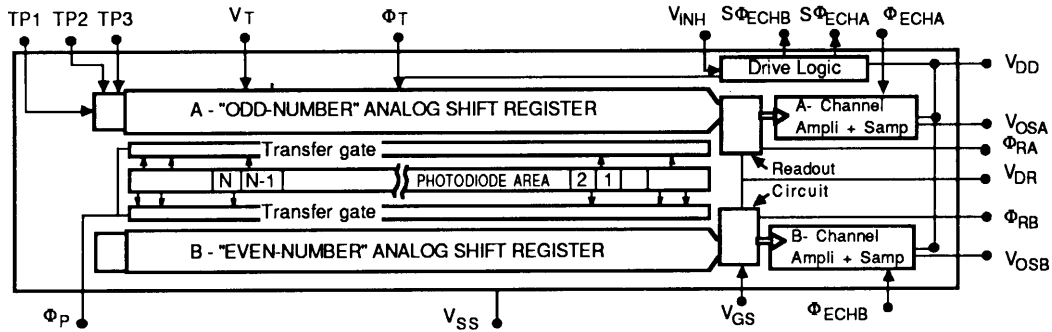 TP1 TP2 TP3 VT ΦT VINH SΦECHB SΦECHA ΦECHA
Drive Logic VDD
A - "ODD-NUMBER" ANALOG SHIFT REGISTER
A- Channel
Ampli + Samp VOSA
Transfer gate ΦRA
Readout
N N-1 PHOTODIODE AREA 2 1 VDR
Circuit
Transfer gate ΦRB
B - "EVEN-NUMBER" ANALOG SHIFT REGISTER
B- Channel
Ampli + Samp VOSB
ΦP VSS VGS ΦECHB